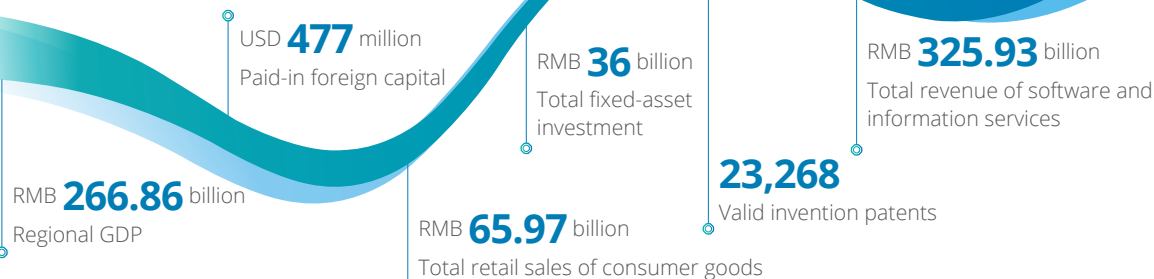 USD 477 million
Paid-in foreign capital
RMB 36 billion
Total fixed-asset
investment
RMB 325.93 billion
Total revenue of software and
information services
RMB 266.86 billion
Regional GDP
RMB 65.97 billion
Total retail sales of consumer goods
23,268
Valid invention patents